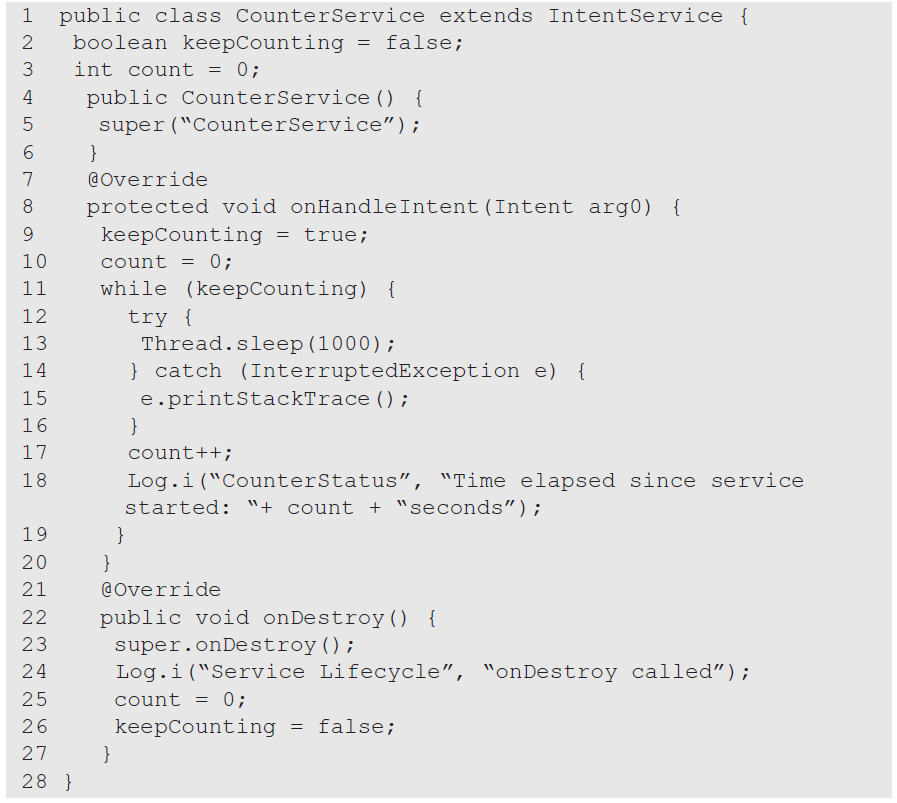 1 public class CounterService extends IntentService {
2 boolean keepCounting = false;
3 int count = 0;
4 public CounterService() {
5 super(“CounterService”);
6 }
7 @Override
8 protected void onHandleIntent(Intent arg0) {
9 keepCounting = true;
10 count = 0;
11 while (keepCounting) {
12 try {
13 Thread.sleep(1000);
14 } catch (InterruptedException e) {
15 e.printStackTrace();
16 }
17 count++;
18 Log.i(“CounterStatus”, “Time elapsed since service
started: “+ count + “seconds”);
19 }
20 }
21 @Override
22 public void onDestroy() {
23 super.onDestroy();
24 Log.i(“Service Lifecycle”, “onDestroy called”);
25 count = 0;
26 keepCounting = false;
27 }
28 }